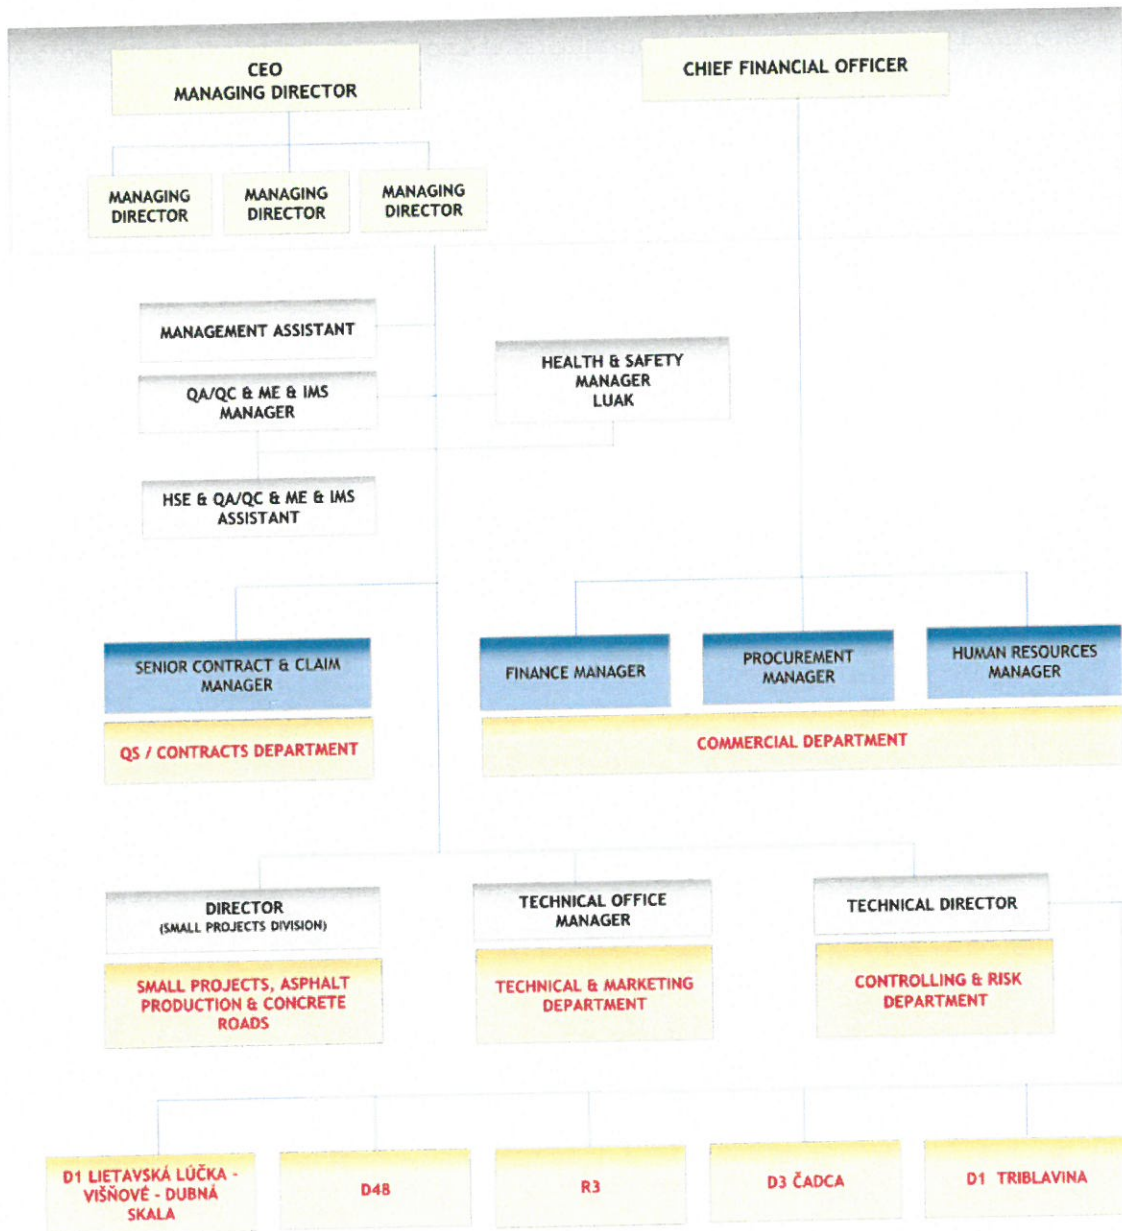 CEO
MANAGING DIRECTOR
CHIEF FINANCIAL OFFICER
MANAGING
DIRECTOR
MANAGING
DIRECTOR
MANAGING
DIRECTOR
MANAGEMENT ASSISTANT
HEALTH & SAFETY
MANAGER
LUAK
QA/QC & ME & IMS
MANAGER
HSE & QA/QC & ME & IMS
ASSISTANT
SENIOR CONTRACT & CLAIM
MANAGER
FINANCE MANAGER
PROCUREMENT
MANAGER
HUMAN RESOURCES
MANAGER
QS / CONTRACTS DEPARTMENT
COMMERCIAL DEPARTMENT
DIRECTOR
(SMALL PROJECTS DIVISION)
TECHNICAL OFFICE
MANAGER
TECHNICAL DIRECTOR
SMALL PROJECTS, ASPHALT
PRODUCTION & CONCRETE
ROADS
TECHNICAL & MARKETING
DEPARTMENT
CONTROLLING & RISK
DEPARTMENT
D1 LIETAVSKÁ LÚČKA -
VIŠŇOVÉ - DUBNÁ
SKALA
D48
R3
D3 ČADCA
D1 TRIBLAVINA